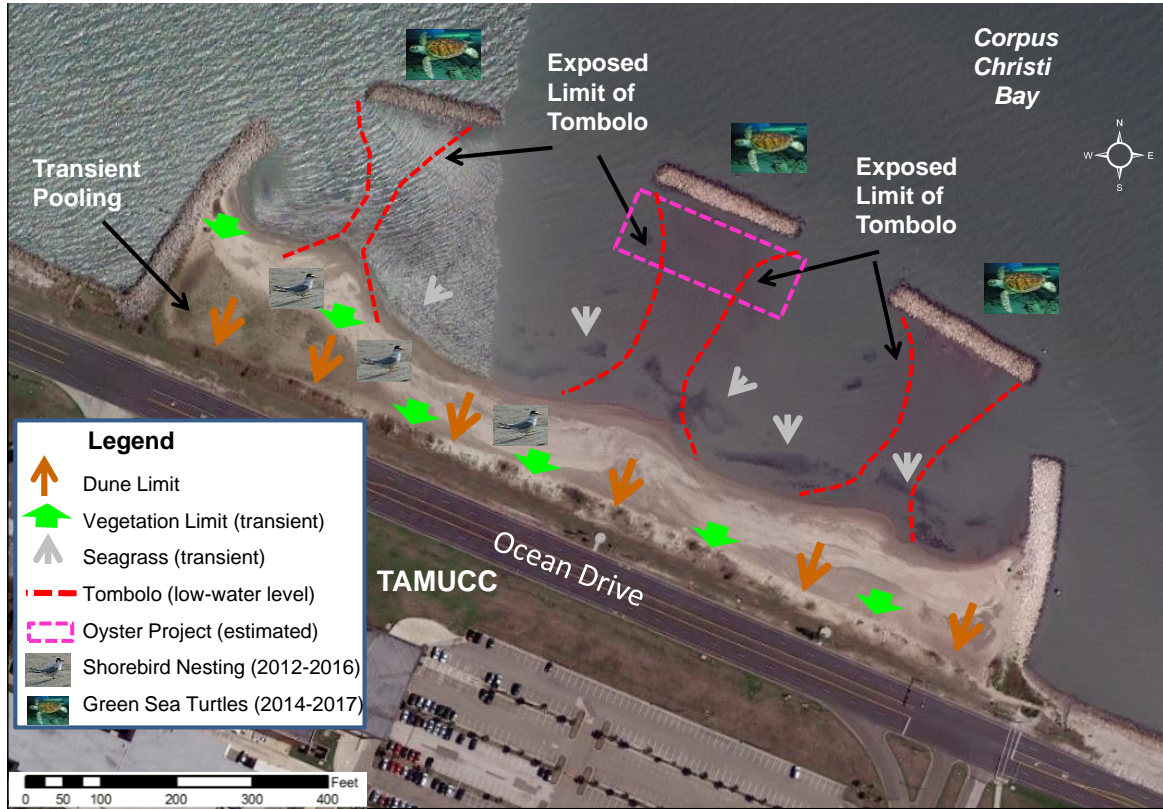 Corpus
Christi
Bay
Exposed
Limit of
Tombolo
Exposed
Limit of
Tombolo
Transient
Pooling
N
W E
S
Ocean Drive
TAMUCC
Legend
Dune Limit
Vegetation Limit (transient)
Seagrass (transient)
Tombolo (low-water level)
Oyster Project (estimated)
Shorebird Nesting (2012-2016)
Green Sea Turtles (2014-2017)
Feet
0 50 100 200 300 400